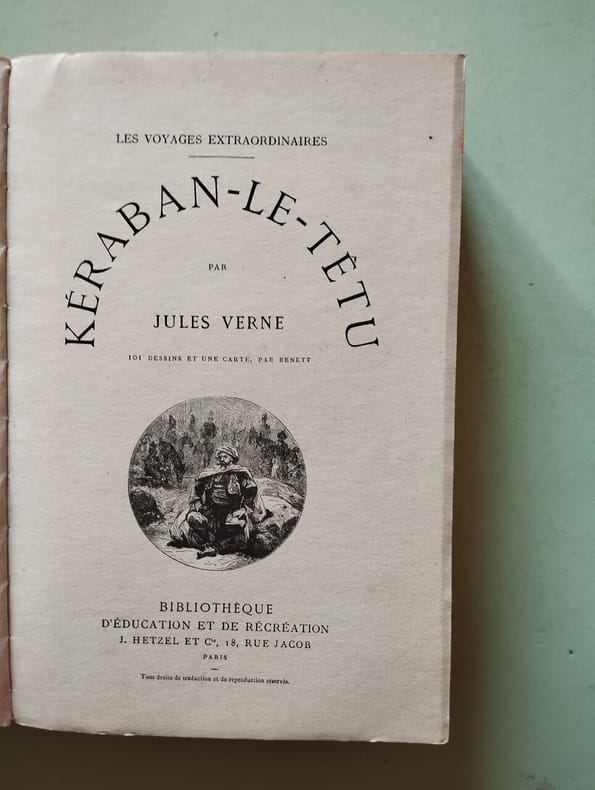 LES VOYAGES EXTRAORDINAIRES
KÉRABAN-LE-TÊTU
PAR
JULES VERNE
101 DESSINS ET UNE CARTE, PAR BENETT
BIBLIOTHÈQUE
D'ÉDUCATION ET DE RÉCRÉATION
J. HETZEL ET Cie, 18, RUE JACOB
PARIS
Tous droits de traduction et de reproduction réservés.